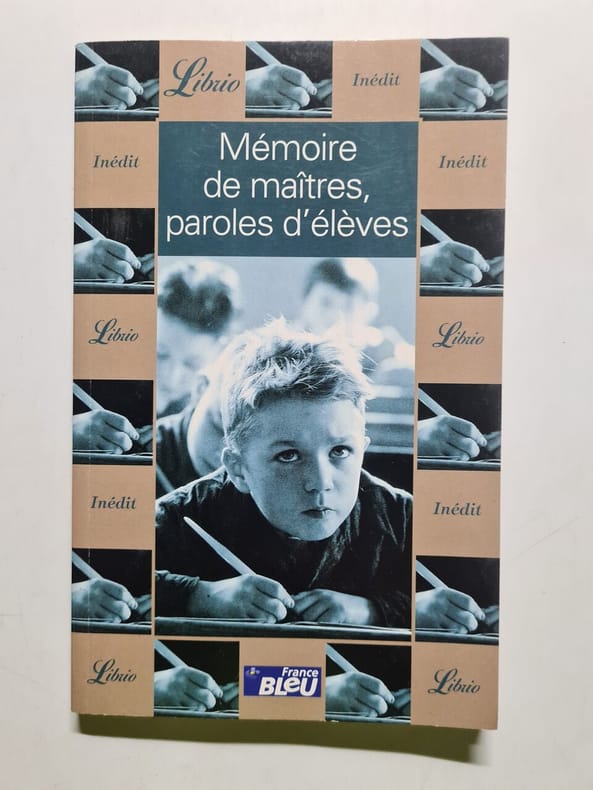 Librio
Inédit
Inédit
Mémoire
de maîtres,
paroles d'élèves
Inédit
Librio
Librio
Inédit
Inédit
Librio
France
BLeU
Librio